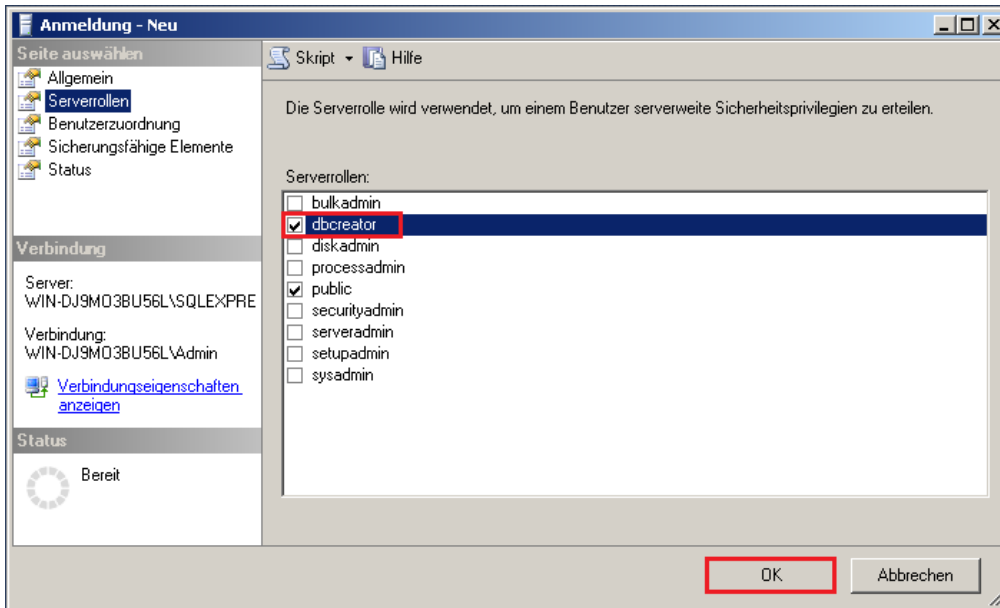 Anmeldung - Neu
Seite auswählen
Allgemein
Serverrollen
Benutzerzuordnung
Sicherungsfähige Elemente
Status
Verbindung
Server:
WIN-DJ9MO3BU56L\SQLEXPRE
Verbindung:
WIN-DJ9MO3BU56L\Admin
Verbindungseigenschaften
anzeigen
Status
Bereit
Skript
Hilfe
Die Serverrolle wird verwendet, um einem Benutzer serverweite Sicherheitsprivilegien zu erteilen.
Serverrollen:
bulkadmin
dbcreator
diskadmin
processadmin
public
securityadmin
serveradmin
setupadmin
sysadmin
OK
Abbrechen